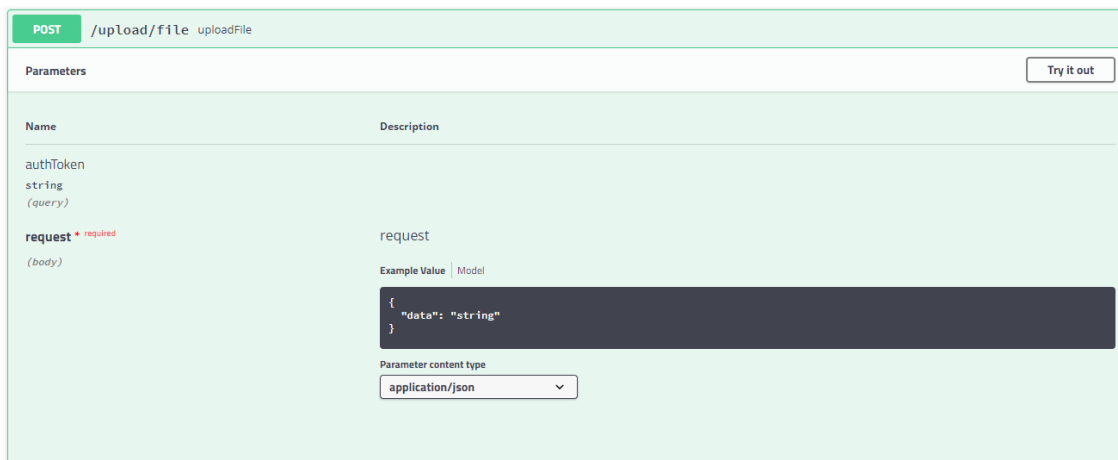 POST /upload/file uploadFile
Parameters
Try it out
Name Description
authToken
string
(query)
request * required
(body)
request
Example Value Model
{
"data": "string"
}
Parameter content type
application/json